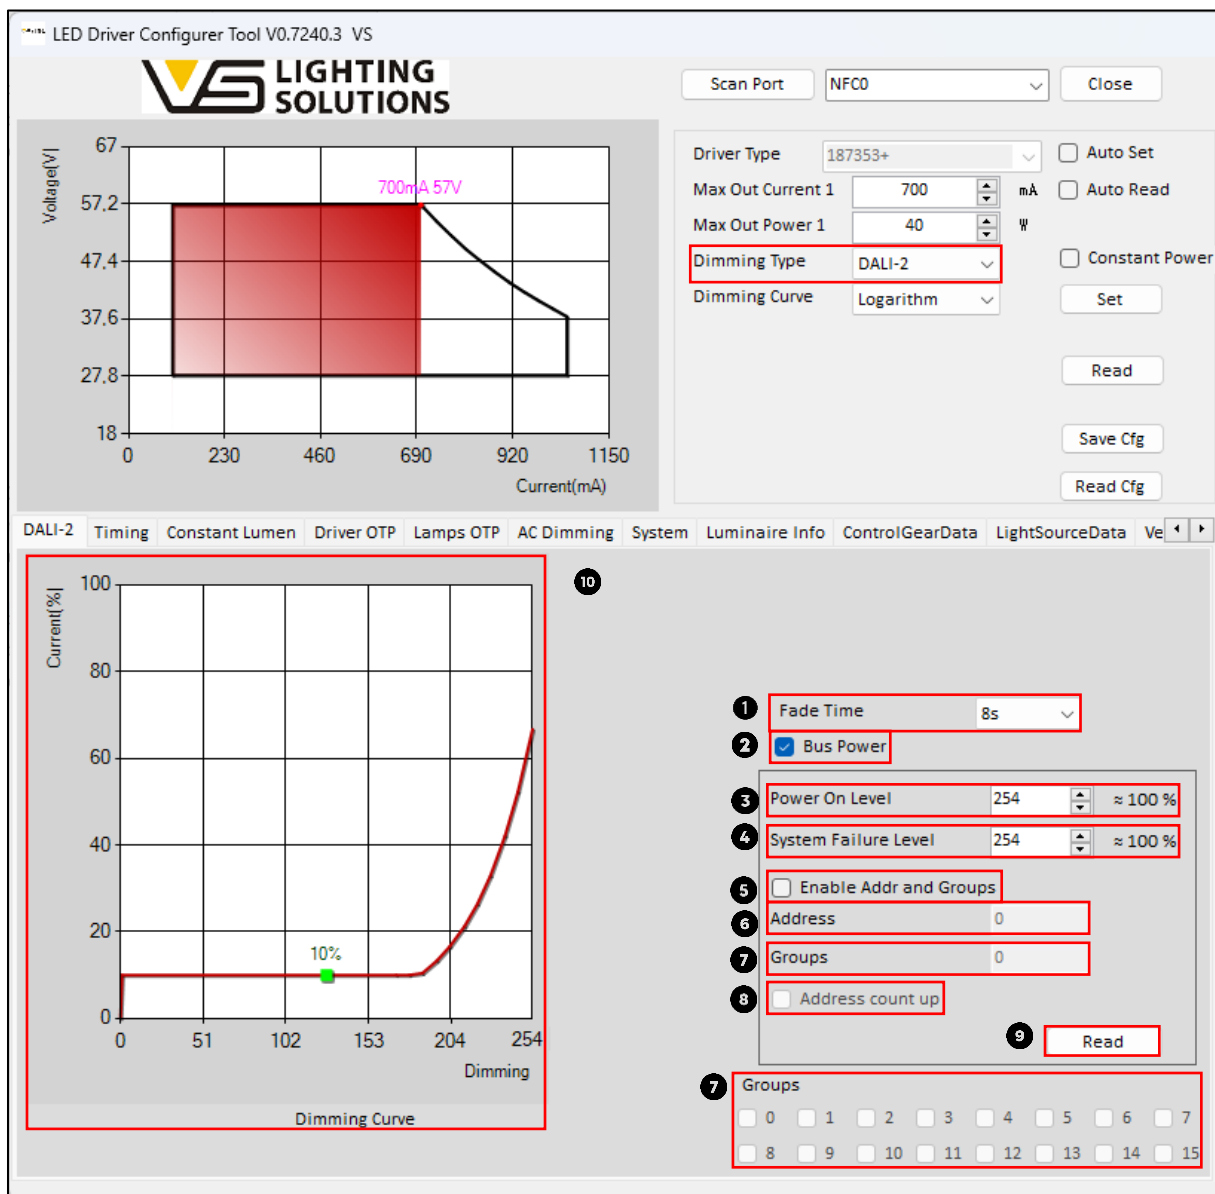 LED Driver Configurer Tool V0.7240.3 VS
VS LIGHTING SOLUTIONS
Scan Port
NFC0
Close
Voltage[V]
67
57,2
47,4
37,6
27,8
18
700mA 57V
0 230 460 690 920 1150
Current(mA)
Driver Type 187353+
Auto Set
Max Out Current 1 700 mA
Auto Read
Max Out Power 1 40 W
Dimming Type DALI-2
Constant Power
Dimming Curve Logarithm
Set
Read
Save Cfg
Read Cfg
DALI-2 Timing Constant Lumen Driver OTP Lamps OTP AC Dimming System Luminaire Info ControlGearData LightSourceData Ve
Current[%]
100
80
60
40
20
0
10%
0 51 102 153 204 254
Dimming
Dimming Curve
10
1 Fade Time 8s
2 Bus Power
3 Power On Level 254 ≈ 100 %
4 System Failure Level 254 ≈ 100 %
5 Enable Addr and Groups
6 Address 0
7 Groups 0
8 Address count up
9 Read
7 Groups
0 1 2 3 4 5 6 7
8 9 10 11 12 13 14 15